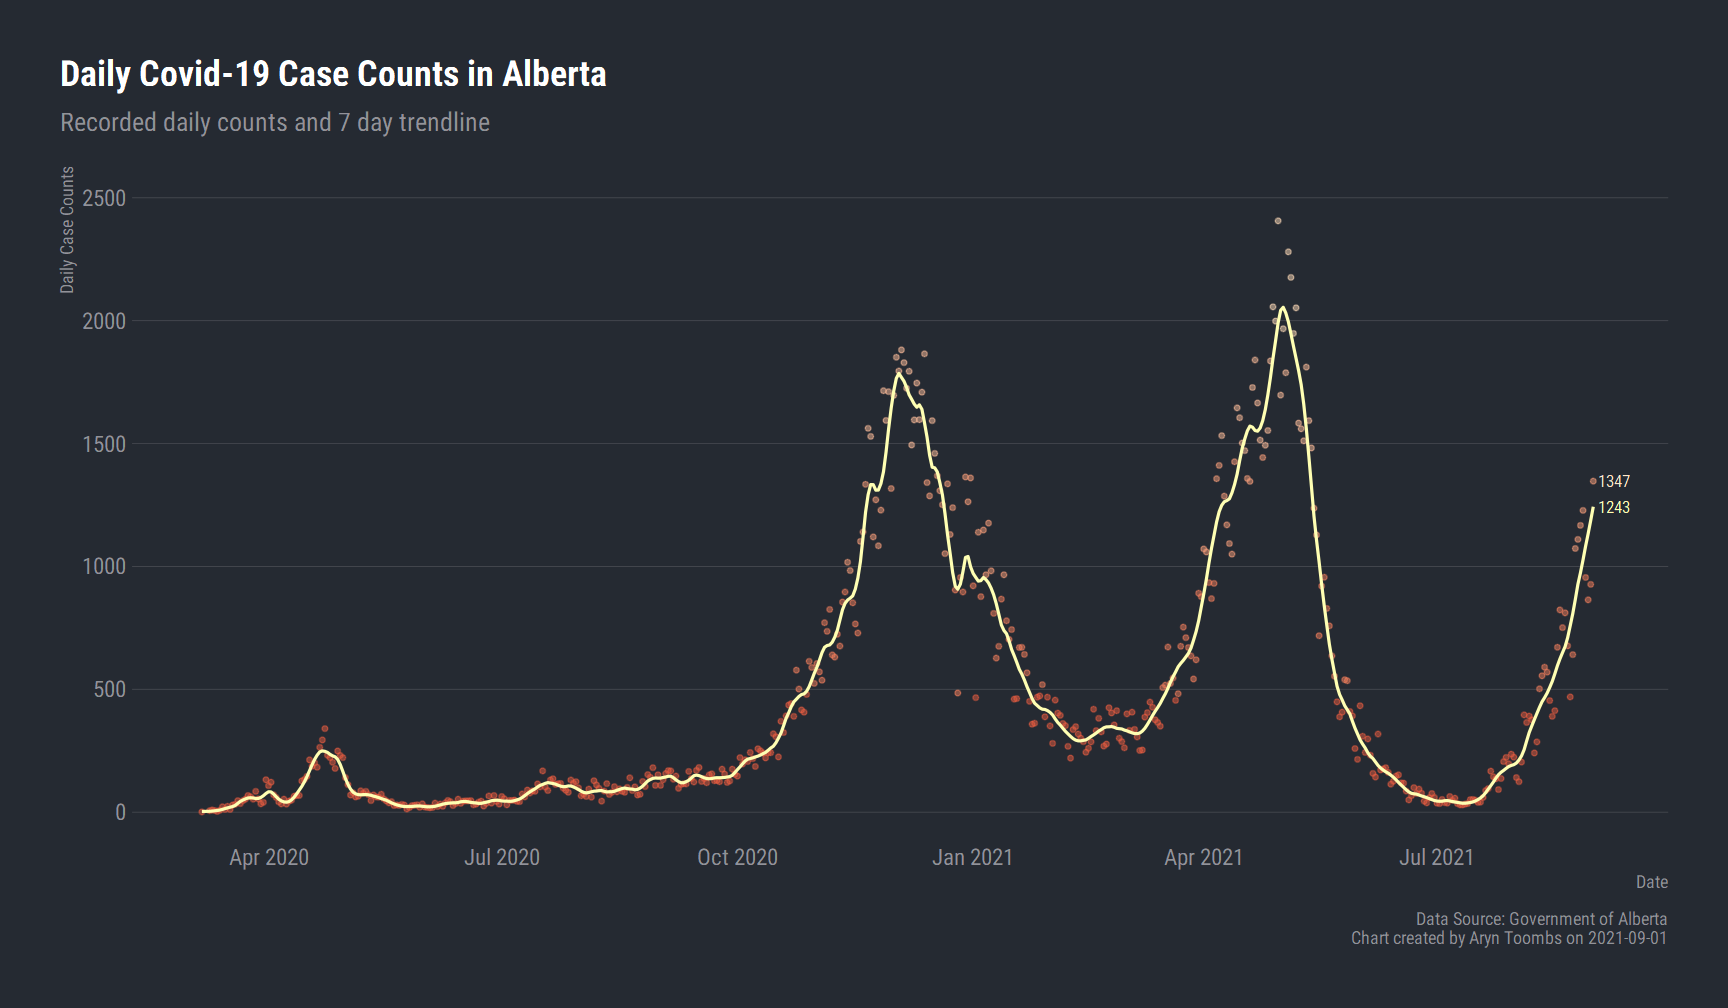 Daily Covid-19 Case Counts in Alberta
Recorded daily counts and 7 day trendline
Daily Case Counts
2500
2000
1500
1000
500
0
1347
1243
Apr 2020
Jul 2020
Oct 2020
Jan 2021
Apr 2021
Jul 2021
Date
Data Source: Government of Alberta
Chart created by Aryn Toombs on 2021-09-01